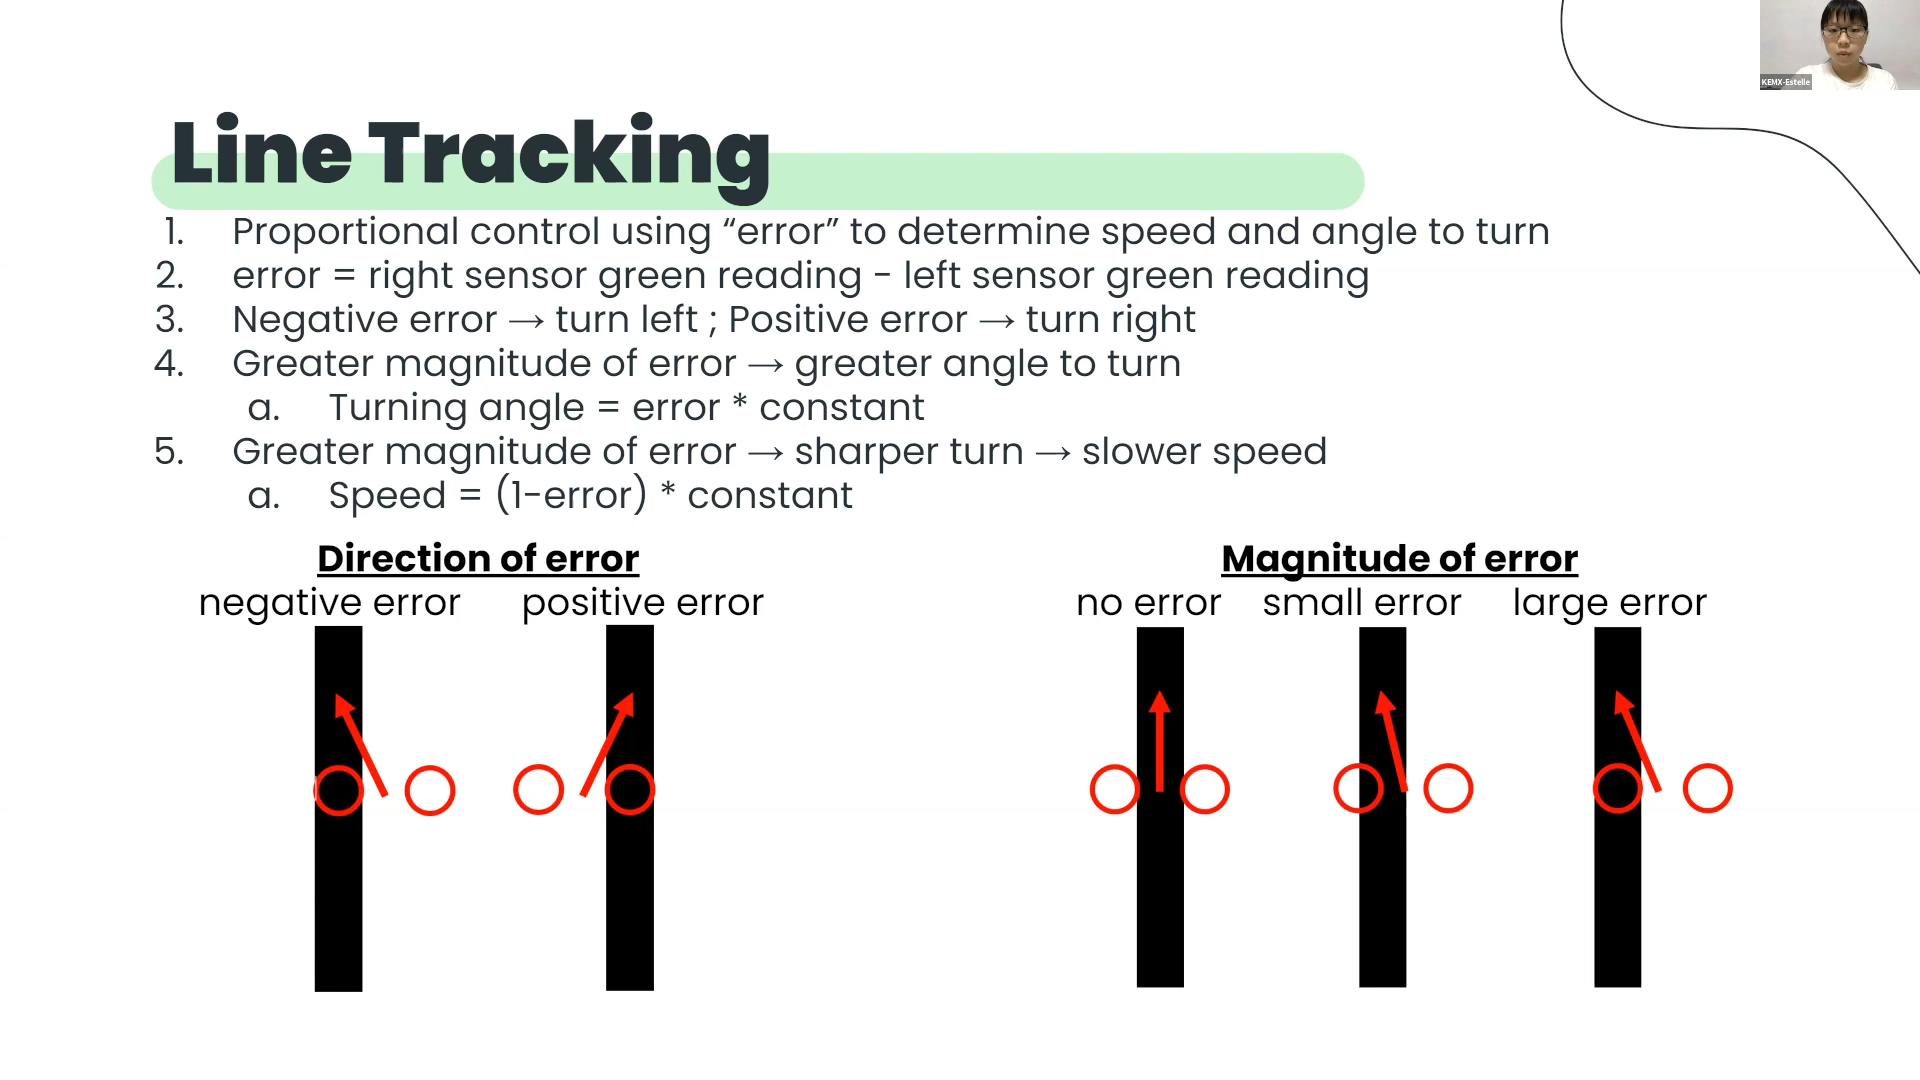 KEMX-Estelle
Line Tracking
1. Proportional control using “error” to determine speed and angle to turn
2. error = right sensor green reading - left sensor green reading
3. Negative error → turn left ; Positive error → turn right
4. Greater magnitude of error → greater angle to turn
a. Turning angle = error * constant
5. Greater magnitude of error → sharper turn → slower speed
a. Speed = (1-error) * constant
Direction of error
negative error positive error
Magnitude of error
no error small error large error